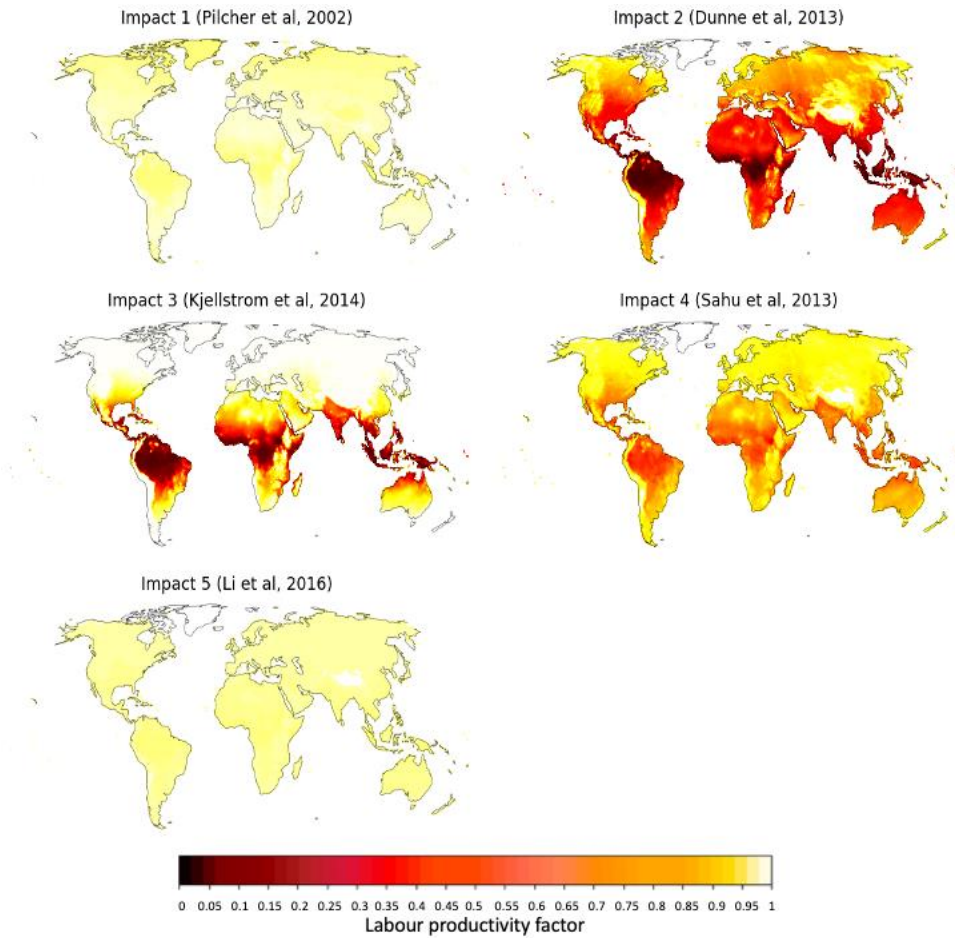 Impact 1 (Pilcher et al, 2002)
Impact 2 (Dunne et al, 2013)
Impact 3 (Kjellstrom et al, 2014)
Impact 4 (Sahu et al, 2013)
Impact 5 (Li et al, 2016)
0 0.05 0.1 0.15 0.2 0.25 0.3 0.35 0.4 0.45 0.5 0.55 0.6 0.65 0.7 0.75 0.8 0.85 0.9 0.95 1
Labour productivity factor